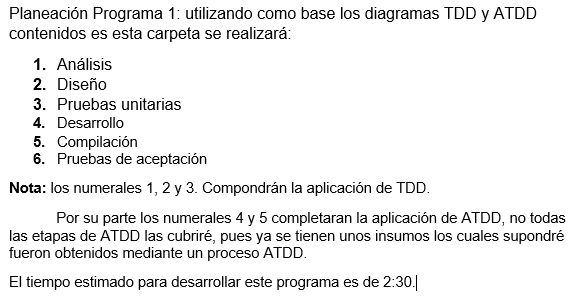 Planeación Programa 1: utilizando como base los diagramas TDD y ATDD
contenidos es esta carpeta se realizará:
1. Análisis
2. Diseño
3. Pruebas unitarias
4. Desarrollo
5. Compilación
6. Pruebas de aceptación
Nota: los numerales 1, 2 y 3. Compondrán la aplicación de TDD.
Por su parte los numerales 4 y 5 completaran la aplicación de ATDD, no todas
las etapas de ATDD las cubriré, pues ya se tienen unos insumos los cuales supondré
fueron obtenidos mediante un proceso ATDD.
El tiempo estimado para desarrollar este programa es de 2:30.